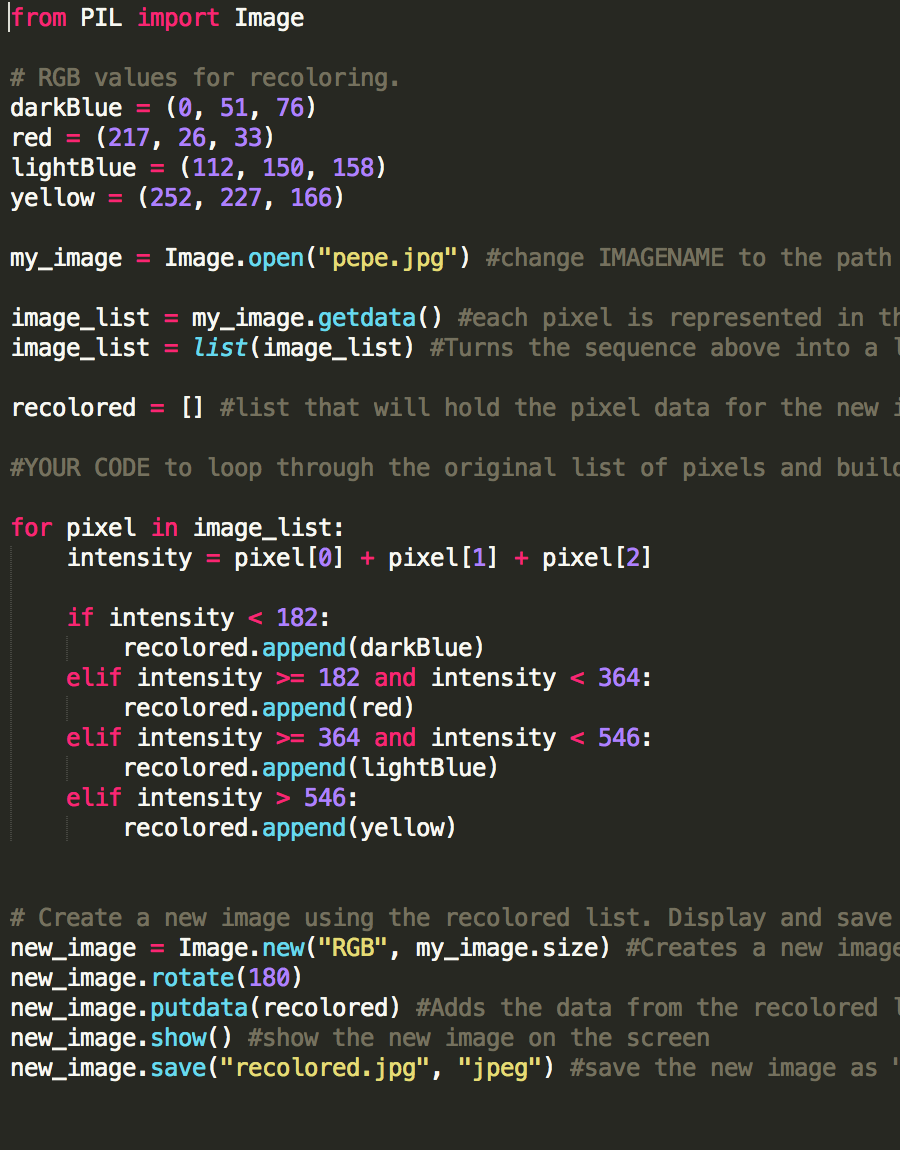 from PIL import Image
# RGB values for recoloring.
darkBlue = (0, 51, 76)
red = (217, 26, 33)
lightBlue = (112, 150, 158)
yellow = (252, 227, 166)
my_image = Image.open("pepe.jpg") #change IMAGENAME to the path
image_list = my_image.getdata() #each pixel is represented in
image_list = list(image_list) #Turns the sequence above into a
recolored = [] #list that will hold the pixel data for the new
#YOUR CODE to loop through the original list of pixels and build
for pixel in image_list:
    intensity = pixel[0] + pixel[1] + pixel[2]
    if intensity < 182:
        recolored.append(darkBlue)
    elif intensity >= 182 and intensity < 364:
        recolored.append(red)
    elif intensity >= 364 and intensity < 546:
        recolored.append(lightBlue)
    elif intensity > 546:
        recolored.append(yellow)
# Create a new image using the recolored list. Display and save
new_image = Image.new("RGB", my_image.size) #Creates a new image
new_image.rotate(180)
new_image.putdata(recolored) #Adds the data from the recolored
new_image.show() #show the new image on the screen
new_image.save("recolored.jpg", "jpeg") #save the new image as '